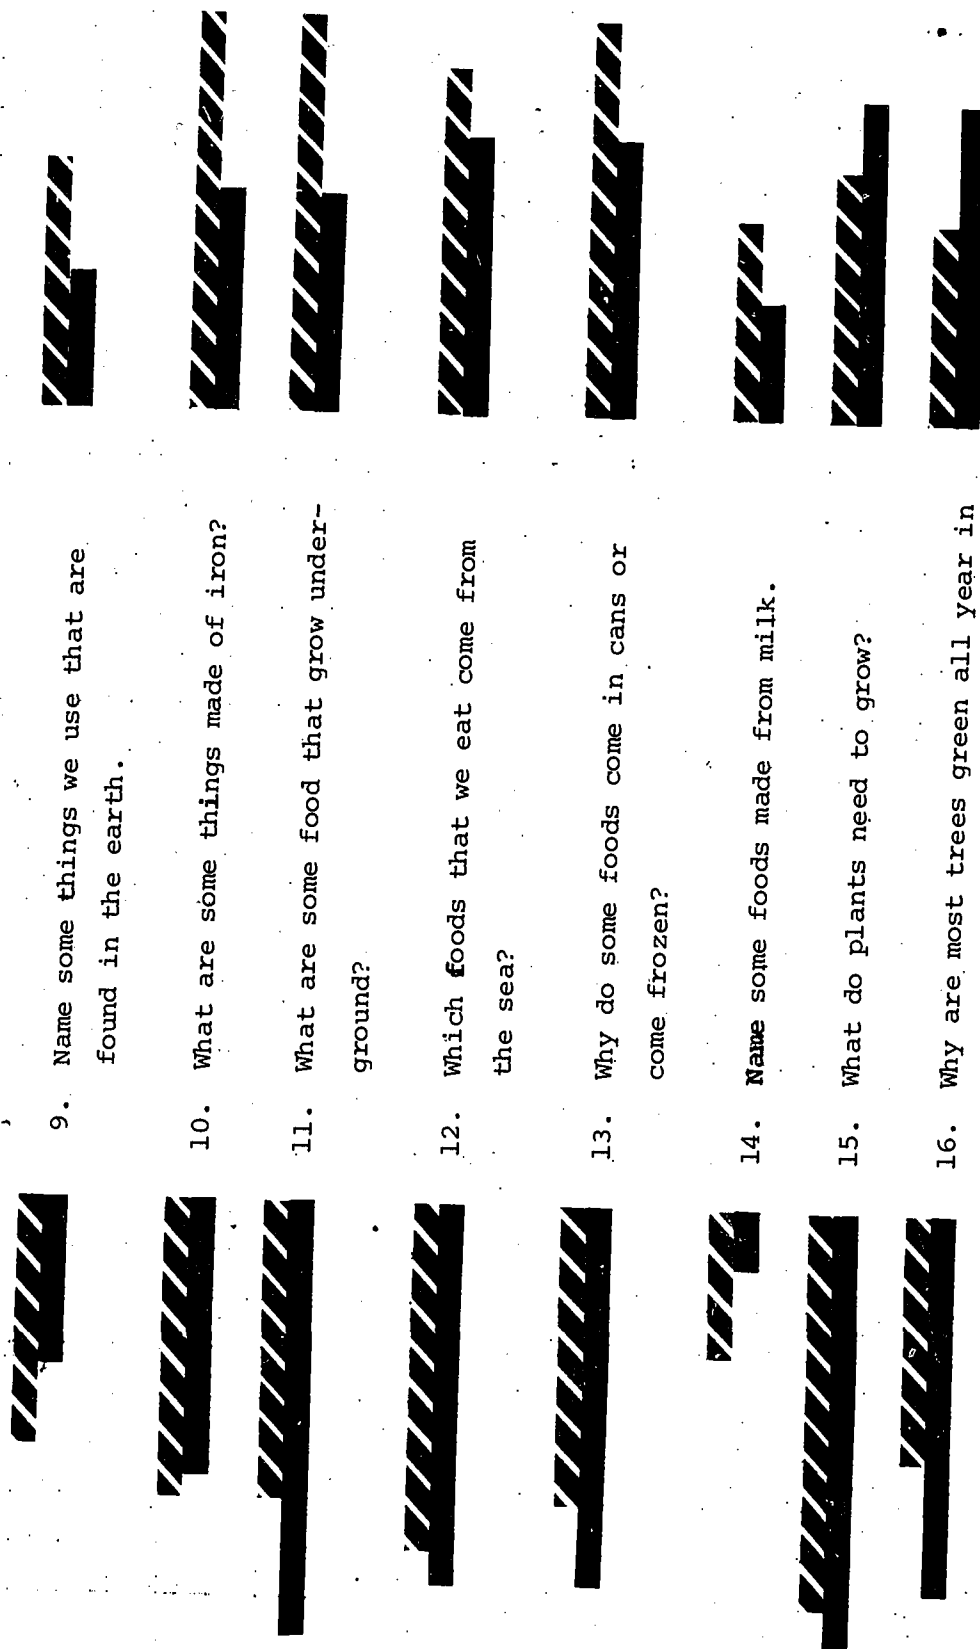 9. Name some things we use that are
found in the earth.
10. What are some things made of iron?
11. What are some food that grow under-
ground?
12. Which foods that we eat come from
the sea?
13. Why do some foods come in cans or
come frozen?
14. Name some foods made from milk.
15. What do plants need to grow?
16. Why are most trees green all year in